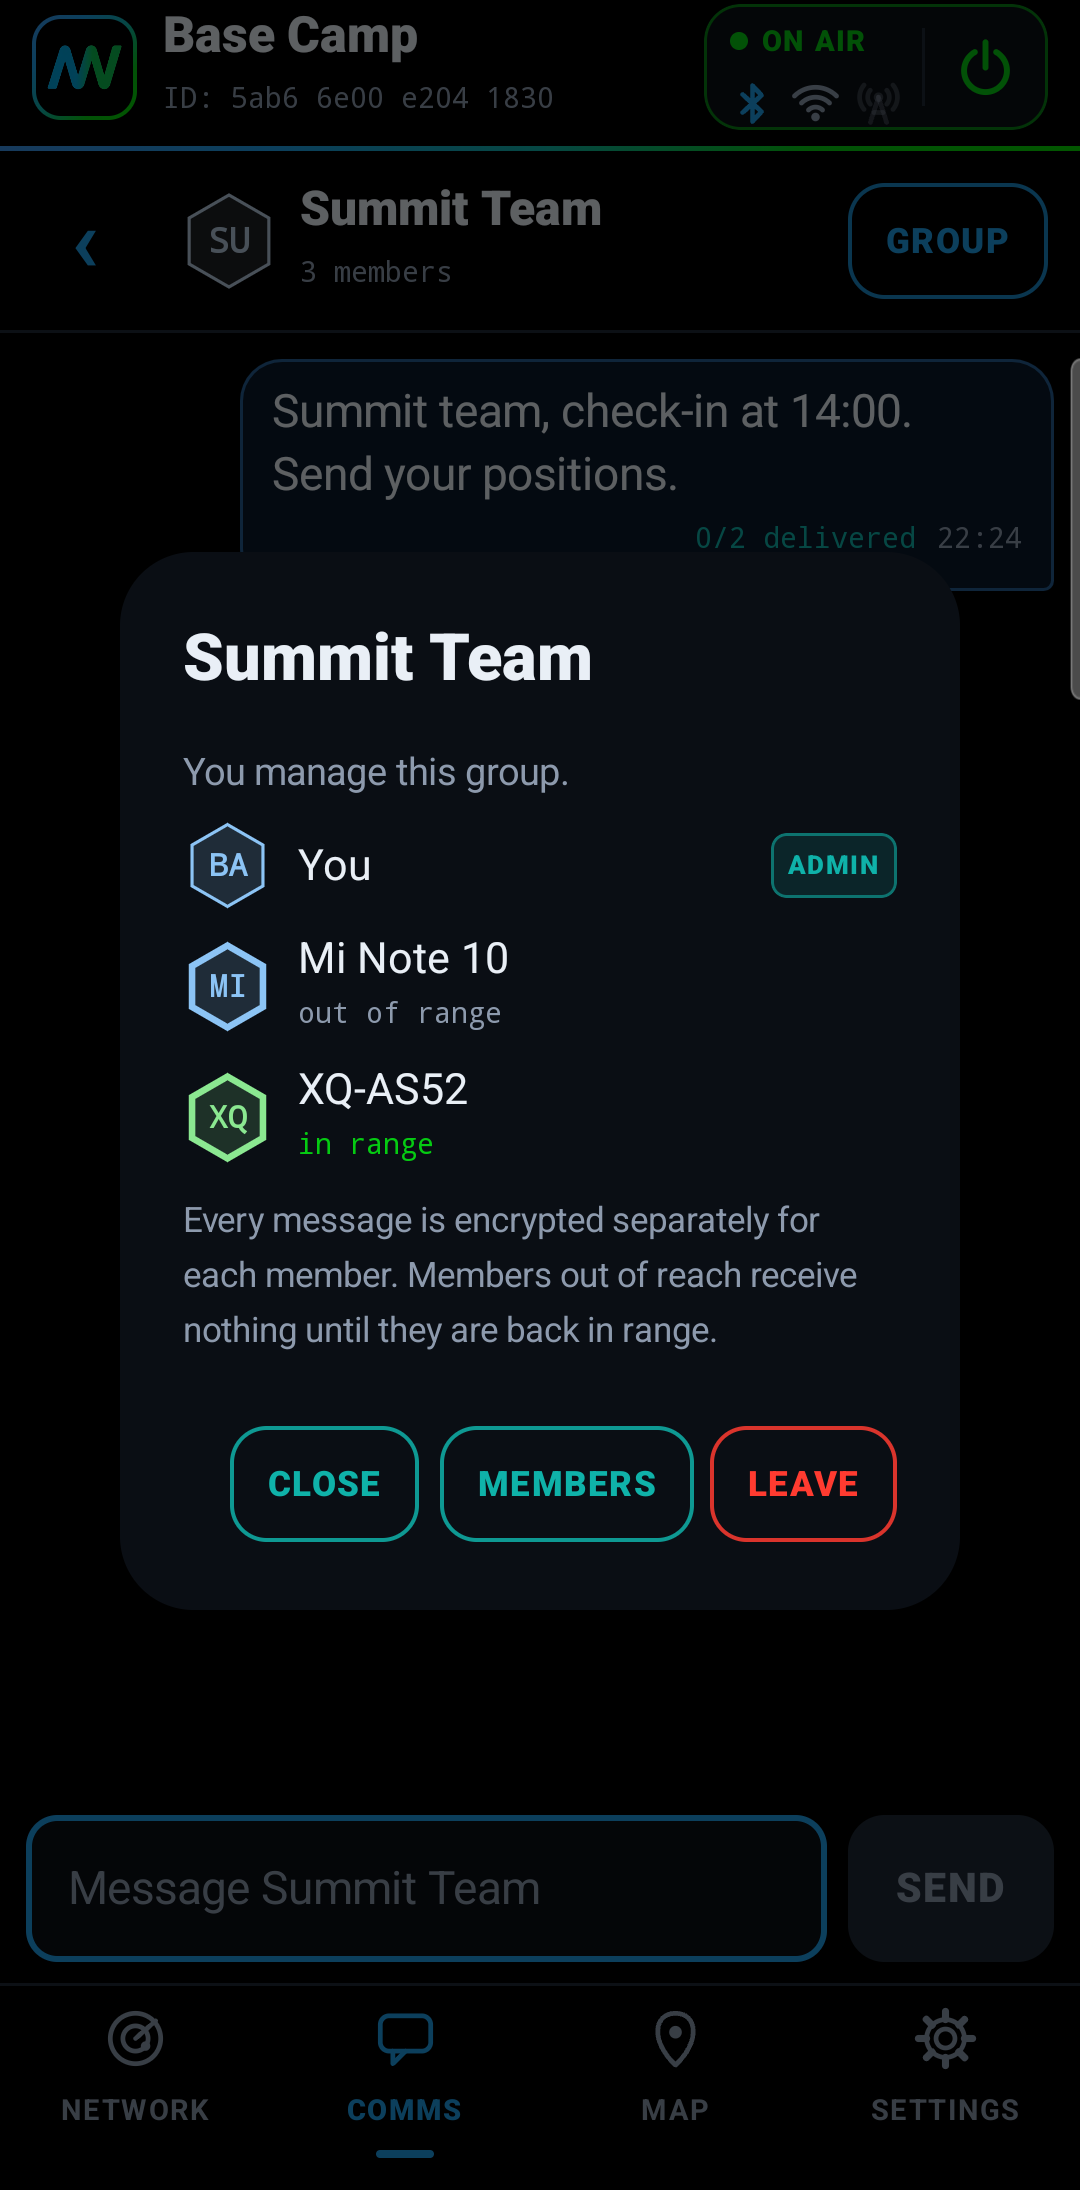 Base Camp
ID: 5ab6 6e00 e204 1830
ON AIR
SU
Summit Team
3 members
GROUP
Summit team, check-in at 14:00.
Send your positions.
0/2 delivered 22:24
Summit Team
You manage this group.
BA
You
ADMIN
MI
Mi Note 10
out of range
XQ
XQ-AS52
in range
Every message is encrypted separately for
each member. Members out of reach receive
nothing until they are back in range.
CLOSE
MEMBERS
LEAVE
Message Summit Team
SEND
NETWORK
COMMS
MAP
SETTINGS